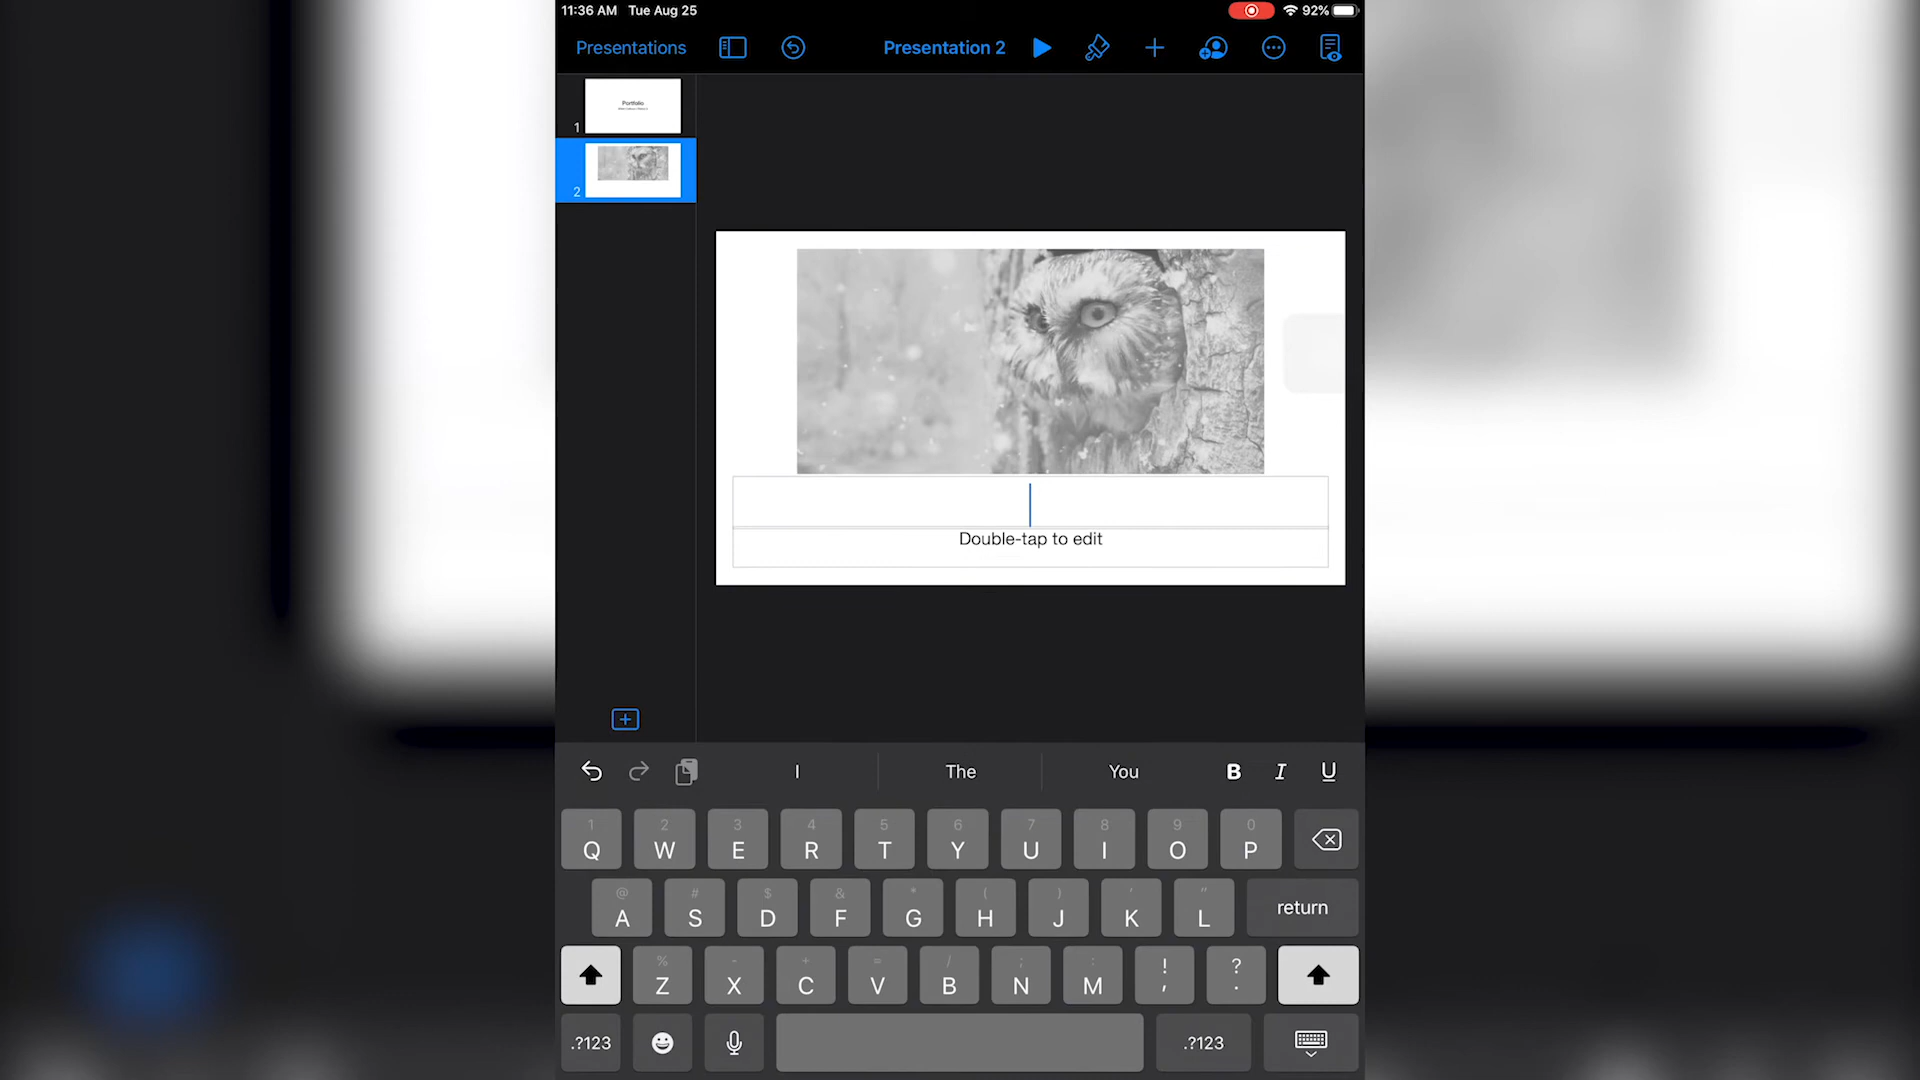 11:36 AM Tue Aug 25
92%
Presentations
Presentation 2
Portfolio
1
2
Double-tap to edit
I The You
B I U
1 2 3 4 5 6 7 8 9 0
Q W E R T Y U I O P
@ # $ & * ( ) ' "
A S D F G H J K L return
% - + = / ; : ! ?
Z X C V B N M , .
.?123 .?123